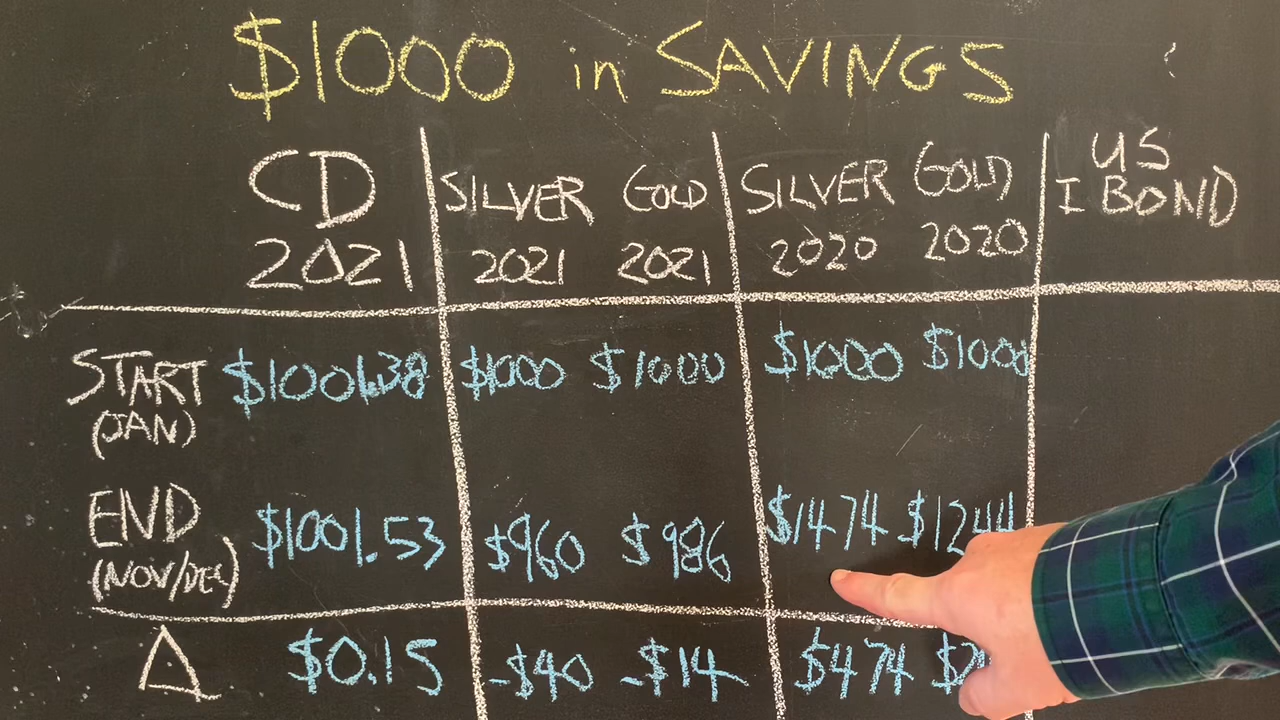 $1000 in SAVINGS
CD 2021 SILVER 2021 GOLD 2021 SILVER 2020 GOLD 2020 US I BOND
START (JAN) $1001.38 $1000 $1000 $1000 $1000
END (NOV/DEC) $1001.53 $960 $986 $1474 $1244
Δ $0.15 -$40 -$14 $474